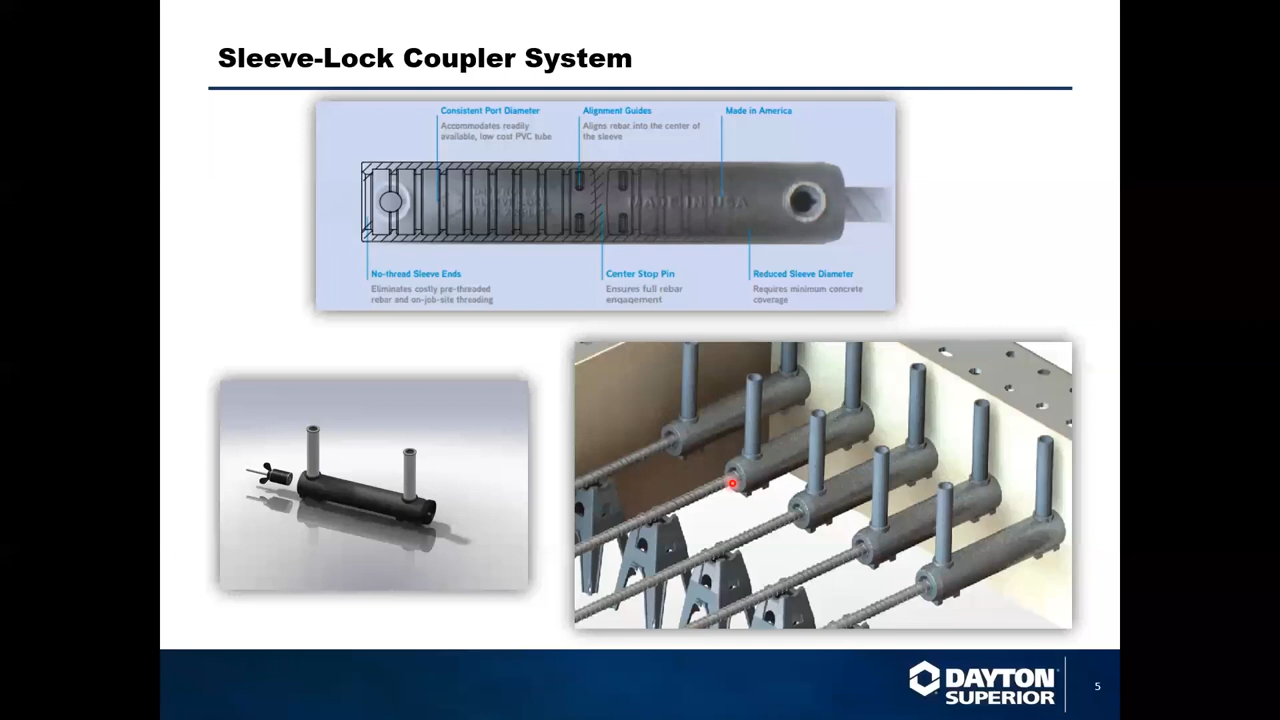 Sleeve-Lock Coupler System
Consistent Port Diameter
Accommodates readily
available, low cost PVC tube
Alignment Guides
Aligns rebar into the center of
the sleeve
Made in America
MADE IN USA
No-thread Sleeve Ends
Eliminates costly pre-threaded
rebar and on-job-site threading
Center Stop Pin
Ensures full rebar
engagement
Reduced Sleeve Diameter
Requires minimum concrete
coverage
DAYTON
SUPERIOR
5